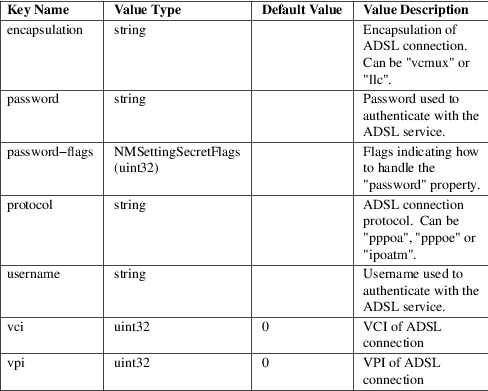 Key Name Value Type Default Value Value Description
encapsulation string Encapsulation of
ADSL connection.
Can be "vcmux" or
"llc".
password string Password used to
authenticate with the
ADSL service.
password−flags NMSettingSecretFlags Flags indicating how
(uint32) to handle the
"password" property.
protocol string ADSL connection
protocol. Can be
"pppoa", "pppoe" or
"ipoatm".
username string Username used to
authenticate with the
ADSL service.
vci uint32 0 VCI of ADSL
connection
vpi uint32 0 VPI of ADSL
connection